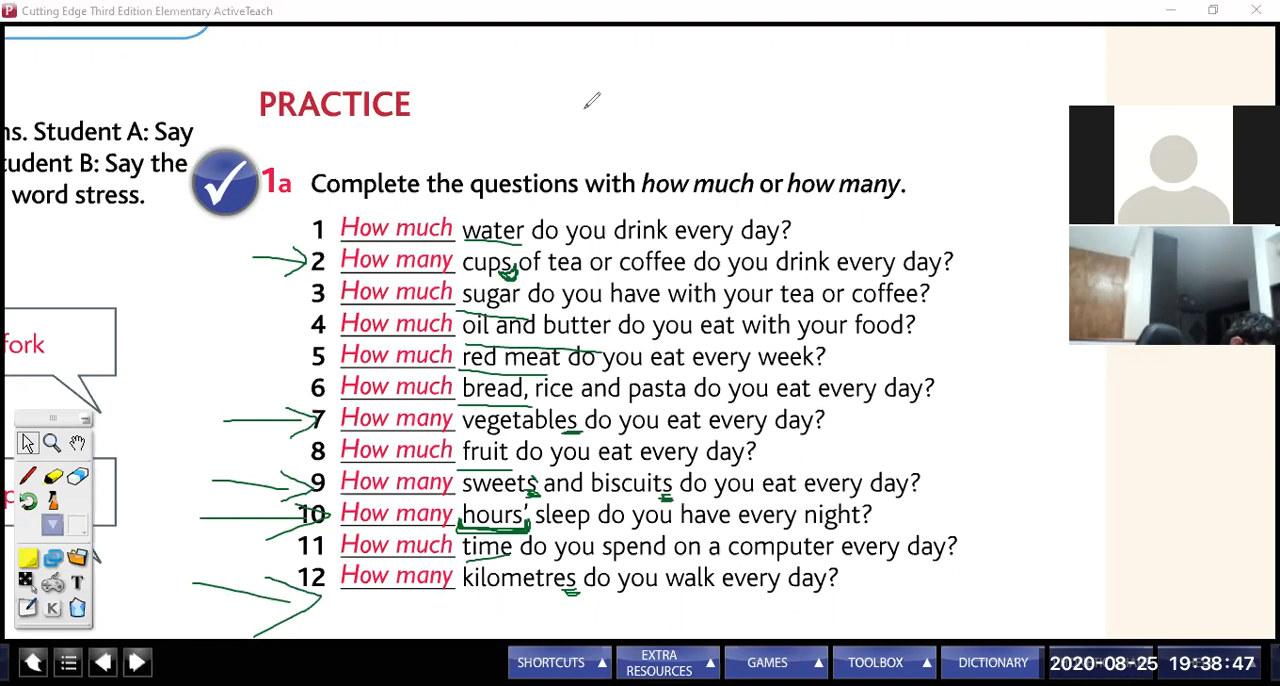 Cutting Edge Third Edition Elementary ActiveTeach
PRACTICE
ns. Student A: Say
tudent B: Say the
word stress.
1a Complete the questions with how much or how many.
1 How much water do you drink every day?
2 How many cups of tea or coffee do you drink every day?
3 How much sugar do you have with your tea or coffee?
4 How much oil and butter do you eat with your food?
5 How much red meat do you eat every week?
6 How much bread, rice and pasta do you eat every day?
7 How many vegetables do you eat every day?
8 How much fruit do you eat every day?
9 How many sweets and biscuits do you eat every day?
10 How many hours' sleep do you have every night?
11 How much time do you spend on a computer every day?
12 How many kilometres do you walk every day?
fork
T
K
SHORTCUTS
EXTRA
RESOURCES
GAMES
TOOLBOX
DICTIONARY
2020-08-25 19:38:47